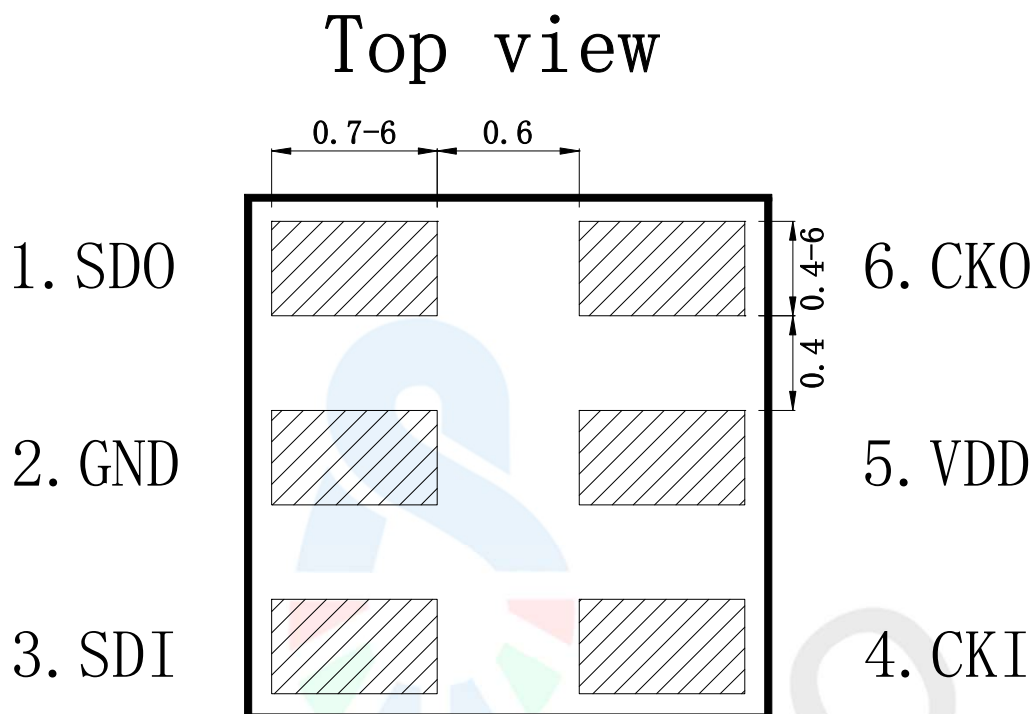 Top view
0.7-6 0.6
1.SDO
6.CKO
0.4-6
0.4
2.GND
5.VDD
3.SDI
4.CKI